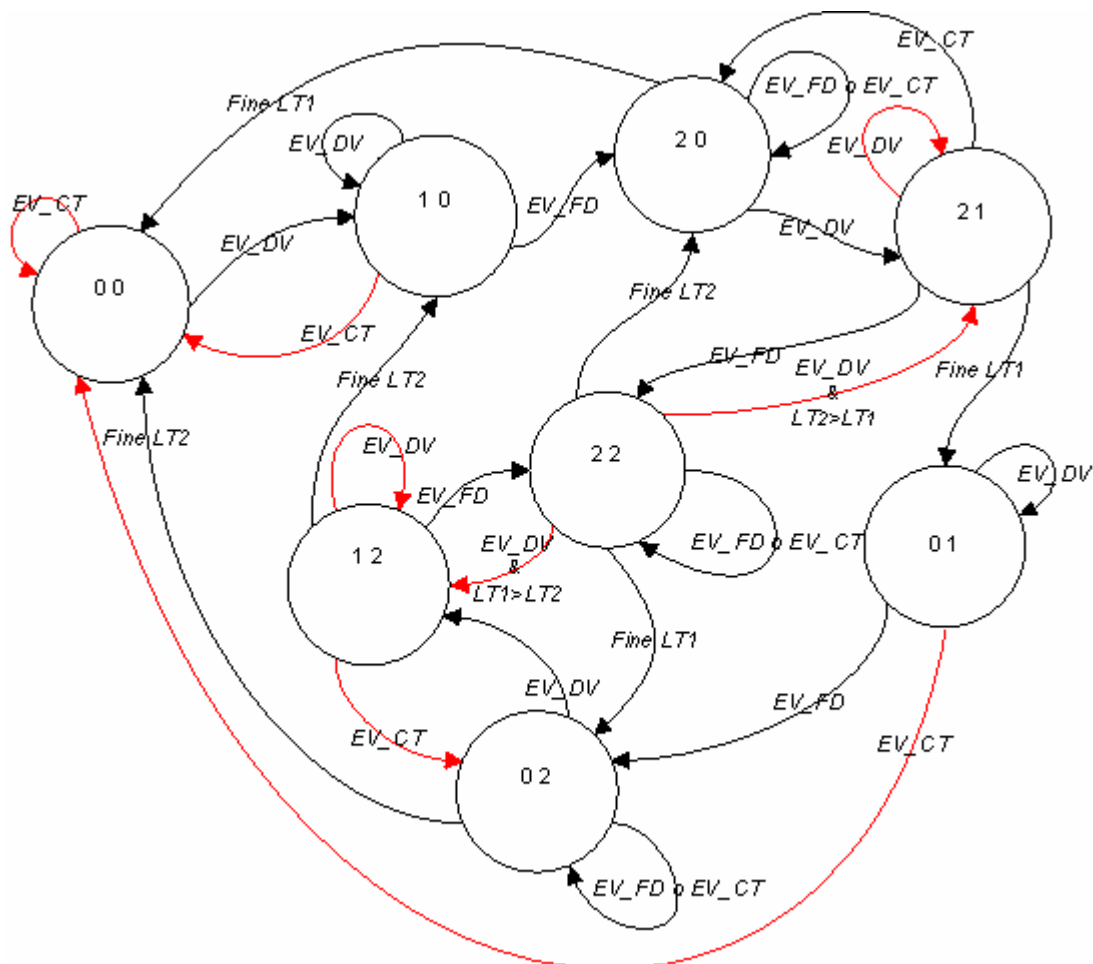 EV_CT
Fine LT1
EV_FD o EV_CT
EV_DV
2 0
EV_DV
EV_CT
1 0
EV_FD
2 1
EV_DV
EV_DV
0 0
Fine LT2
EV_CT
EV_FD
Fine LT1
EV_DV
&
LT2>LT1
Fine LT2
Fine LT2
EV_DV
2 2
EV_DV
EV_FD
0 1
EV_DV
&
LT1>LT2
EV_FD o EV_CT
1 2
Fine LT1
EV_DV
EV_FD
EV_CT
EV_CT
0 2
EV_FD o EV_CT